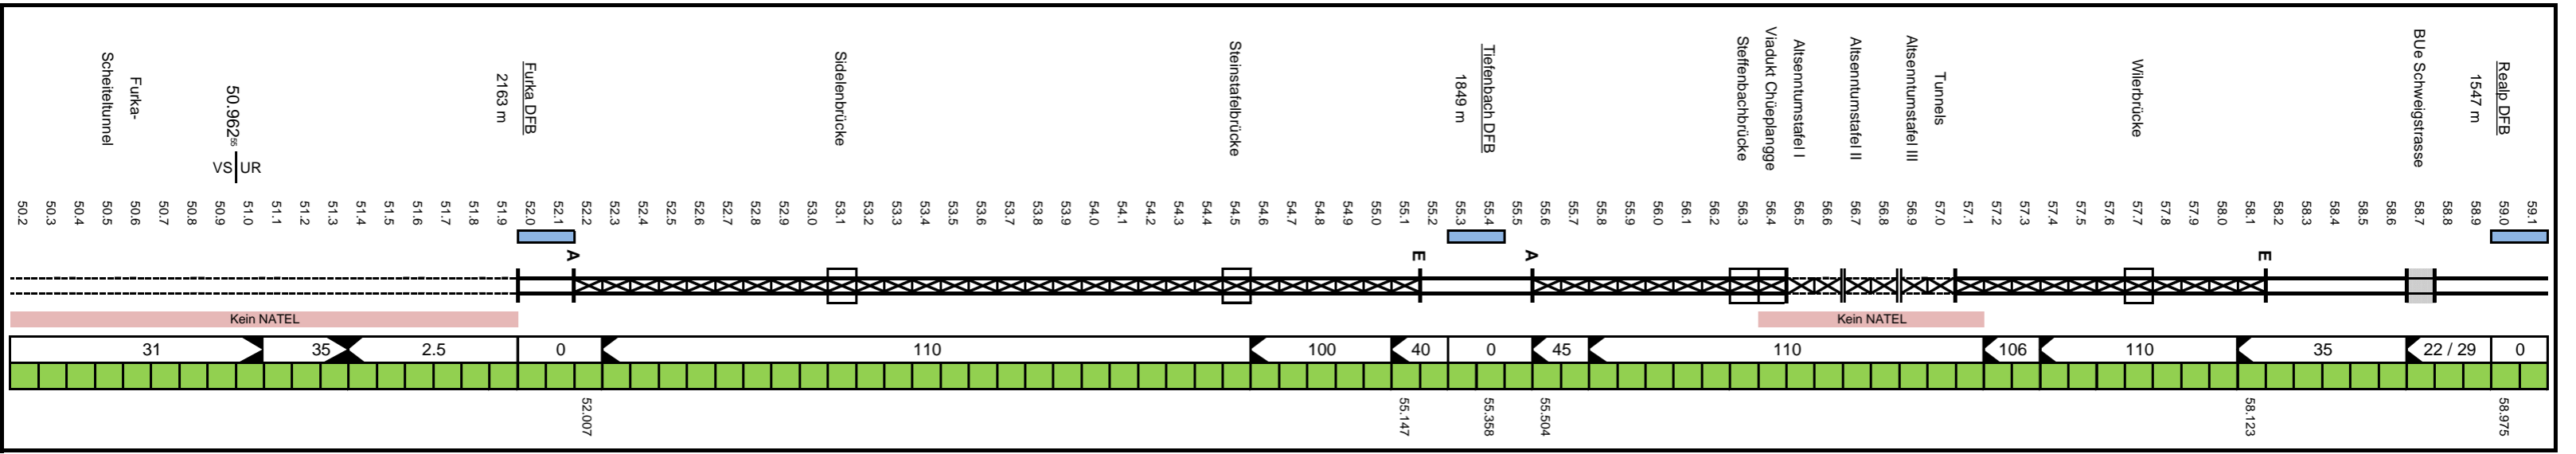 Scheiteltunnel
Furka-
50.962⁵⁵
VS UR
2163 m
Furka DFB
Sidelenbrücke
Steinstafelbrücke
1849 m
Tiefenbach DFB
Steffenbachbrücke
Viadukt Chüeplangge
Altsenntumstafel I
Altsenntumstafel II
Altsenntumstafel III
Tunnels
Wilerbrücke
BUe Schweigstrasse
1547 m
Realp DFB
50.2 50.3 50.4 50.5 50.6 50.7 50.8 50.9 51.0 51.1 51.2 51.3 51.4 51.5 51.6 51.7 51.8 51.9 52.0 52.1 52.2 52.3 52.4 52.5 52.6 52.7 52.8 52.9 53.0 53.1 53.2 53.3 53.4 53.5 53.6 53.7 53.8 53.9 54.0 54.1 54.2 54.3 54.4 54.5 54.6 54.7 54.8 54.9 55.0 55.1 55.2 55.3 55.4 55.5 55.6 55.7 55.8 55.9 56.0 56.1 56.2 56.3 56.4 56.5 56.6 56.7 56.8 56.9 57.0 57.1 57.2 57.3 57.4 57.5 57.6 57.7 57.8 57.9 58.0 58.1 58.2 58.3 58.4 58.5 58.6 58.7 58.8 58.9 59.0 59.1
A E A E
Kein NATEL Kein NATEL
31 35 2.5 0 110 100 40 0 45 110 106 110 35 22 / 29 0
52.007 55.147 55.358 55.504 58.123 58.975